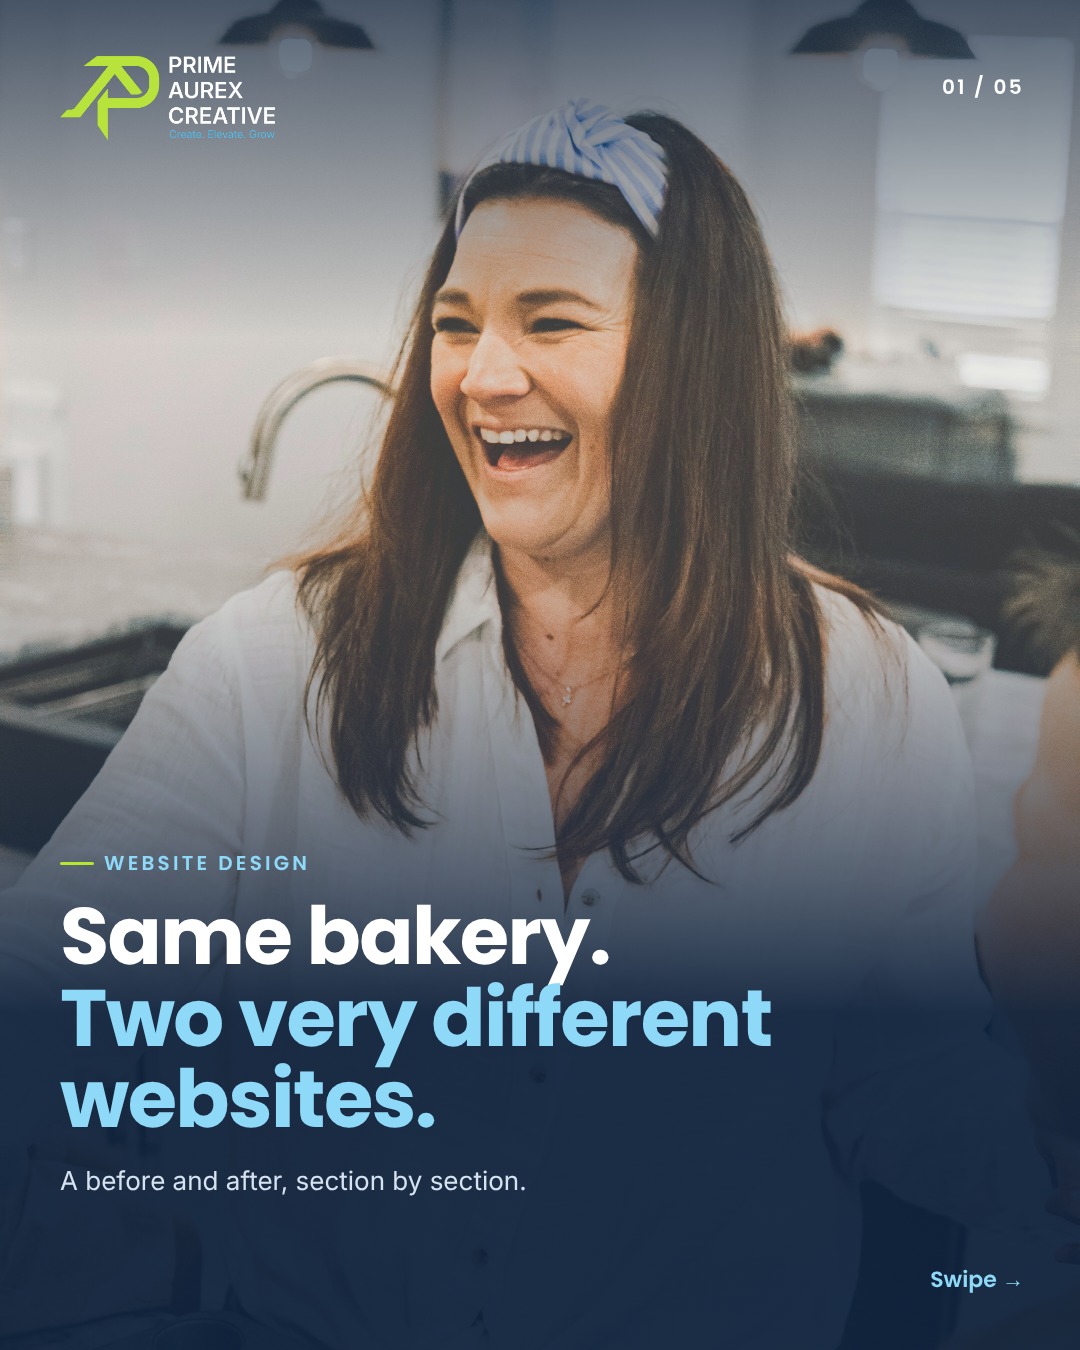 PRIME
AUREX
CREATIVE
Create. Elevate. Grow
01 / 05
WEBSITE DESIGN
Same bakery.
Two very different
websites.
A before and after, section by section.
Swipe →